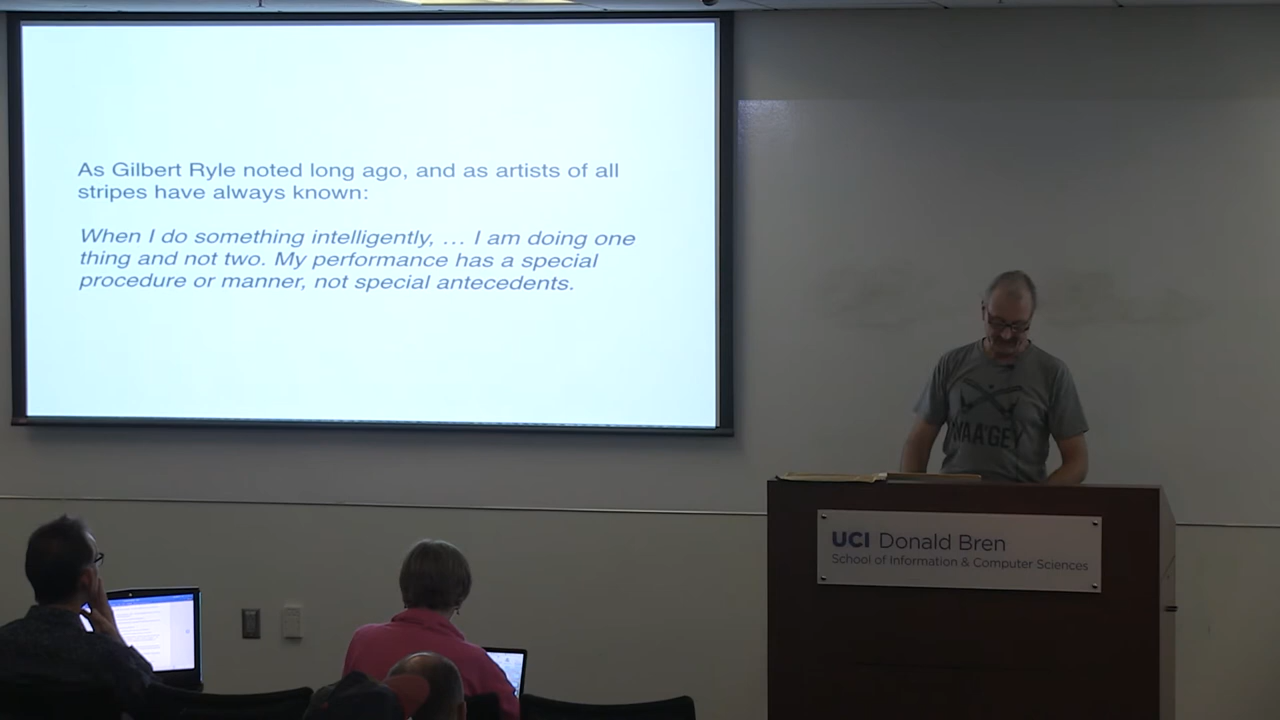 As Gilbert Ryle noted long ago, and as artists of all
stripes have always known:
When I do something intelligently, … I am doing one
thing and not two. My performance has a special
procedure or manner, not special antecedents.
UCI Donald Bren
School of Information & Computer Sciences